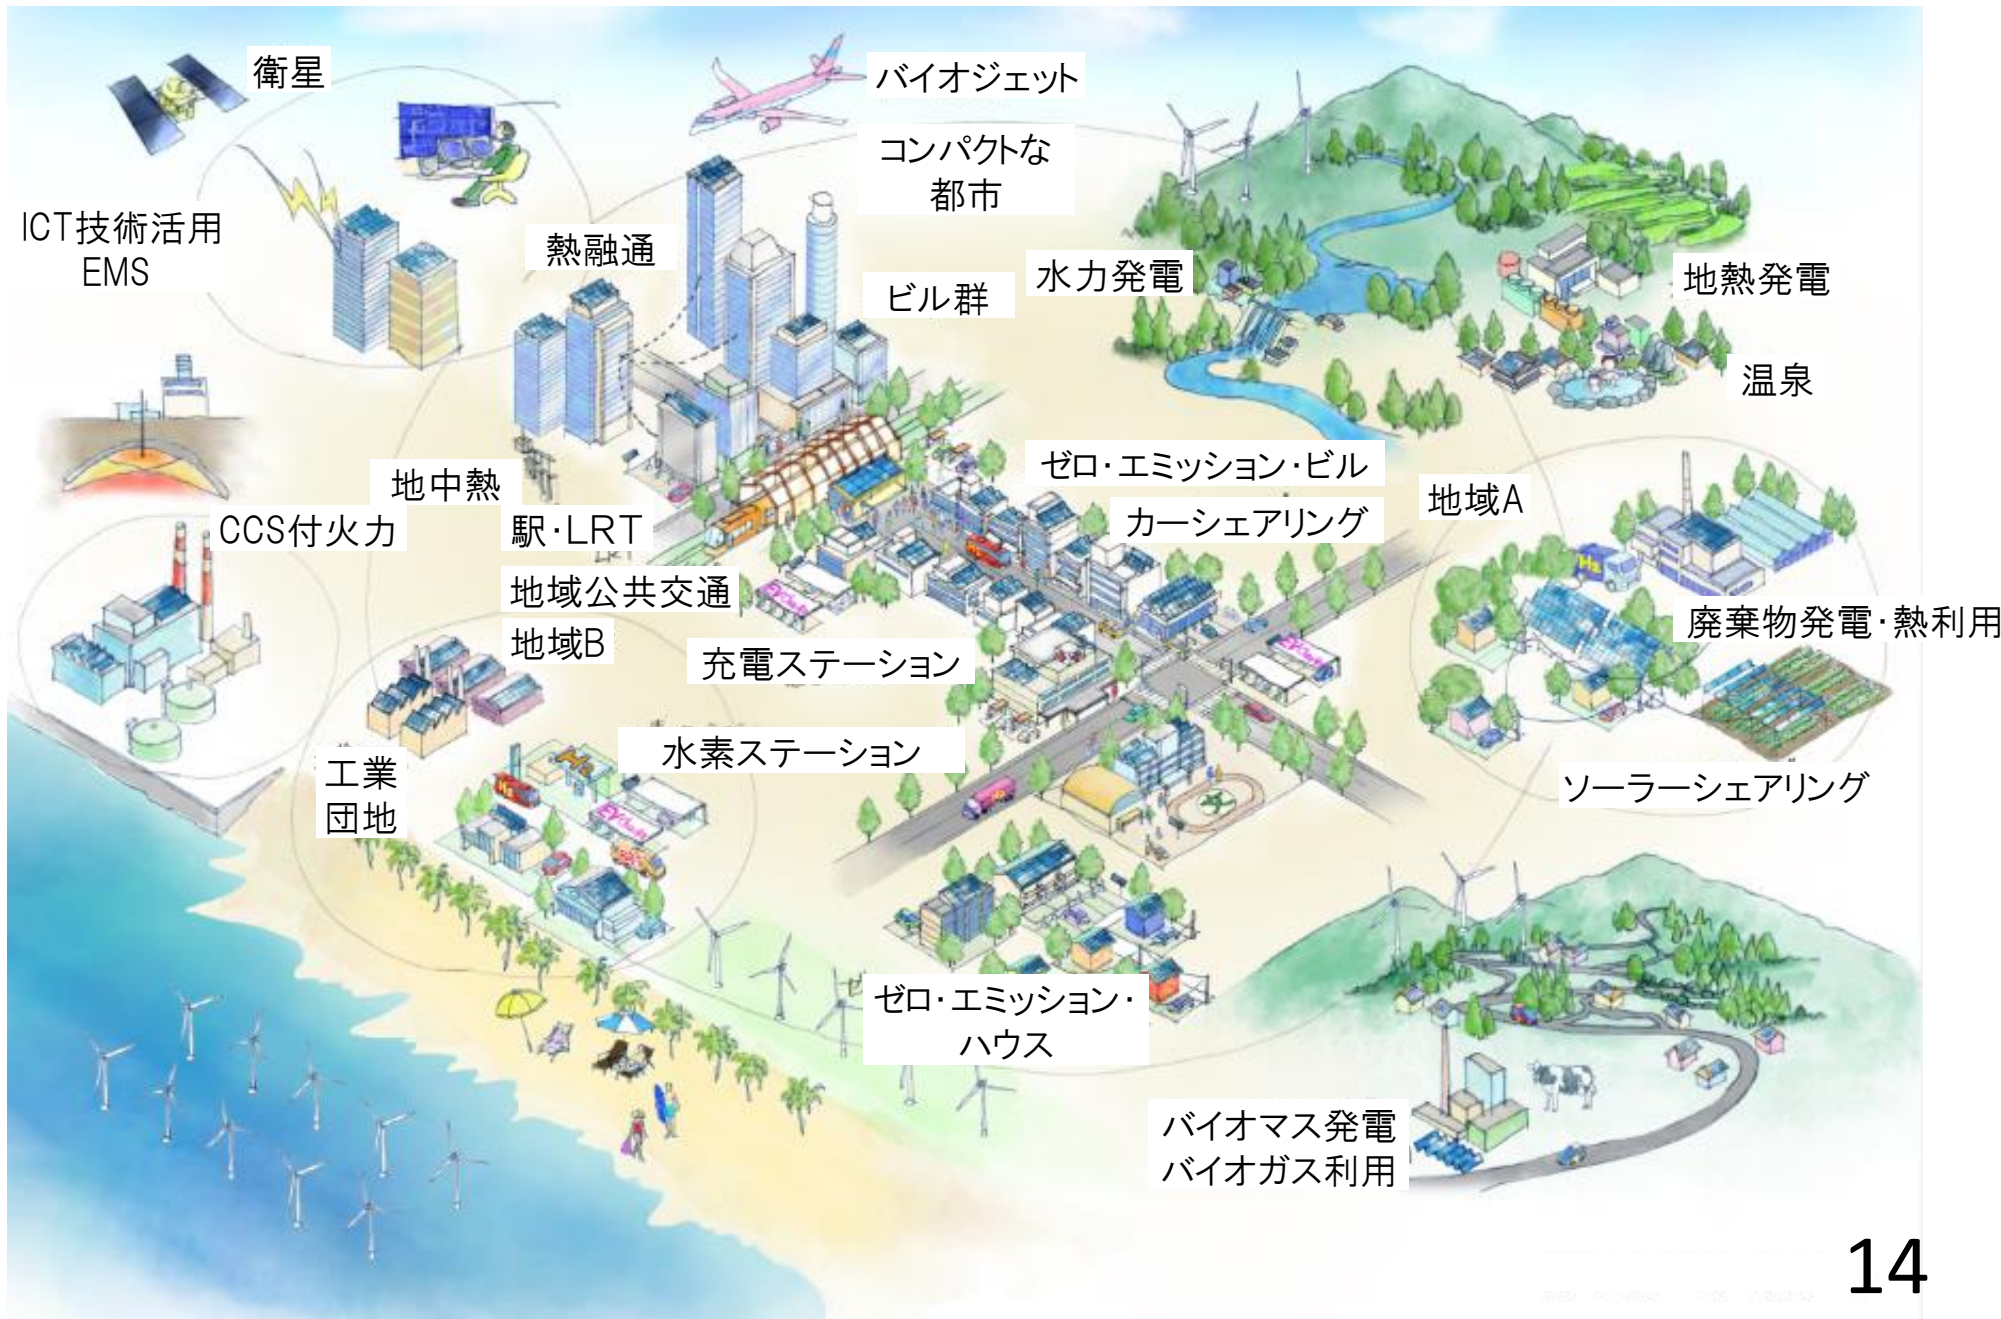 衛星
バイオジェット
コンパクトな
都市
ICT技術活用
EMS
熱融通
ビル群
水力発電
地熱発電
温泉
地中熱
ゼロ・エミッション・ビル
地域A
CCS付火力
駅・LRT
カーシェアリング
地域公共交通
地域B
充電ステーション
廃棄物発電・熱利用
水素ステーション
工業
団地
ソーラーシェアリング
ゼロ・エミッション・
ハウス
バイオマス発電
バイオガス利用
14